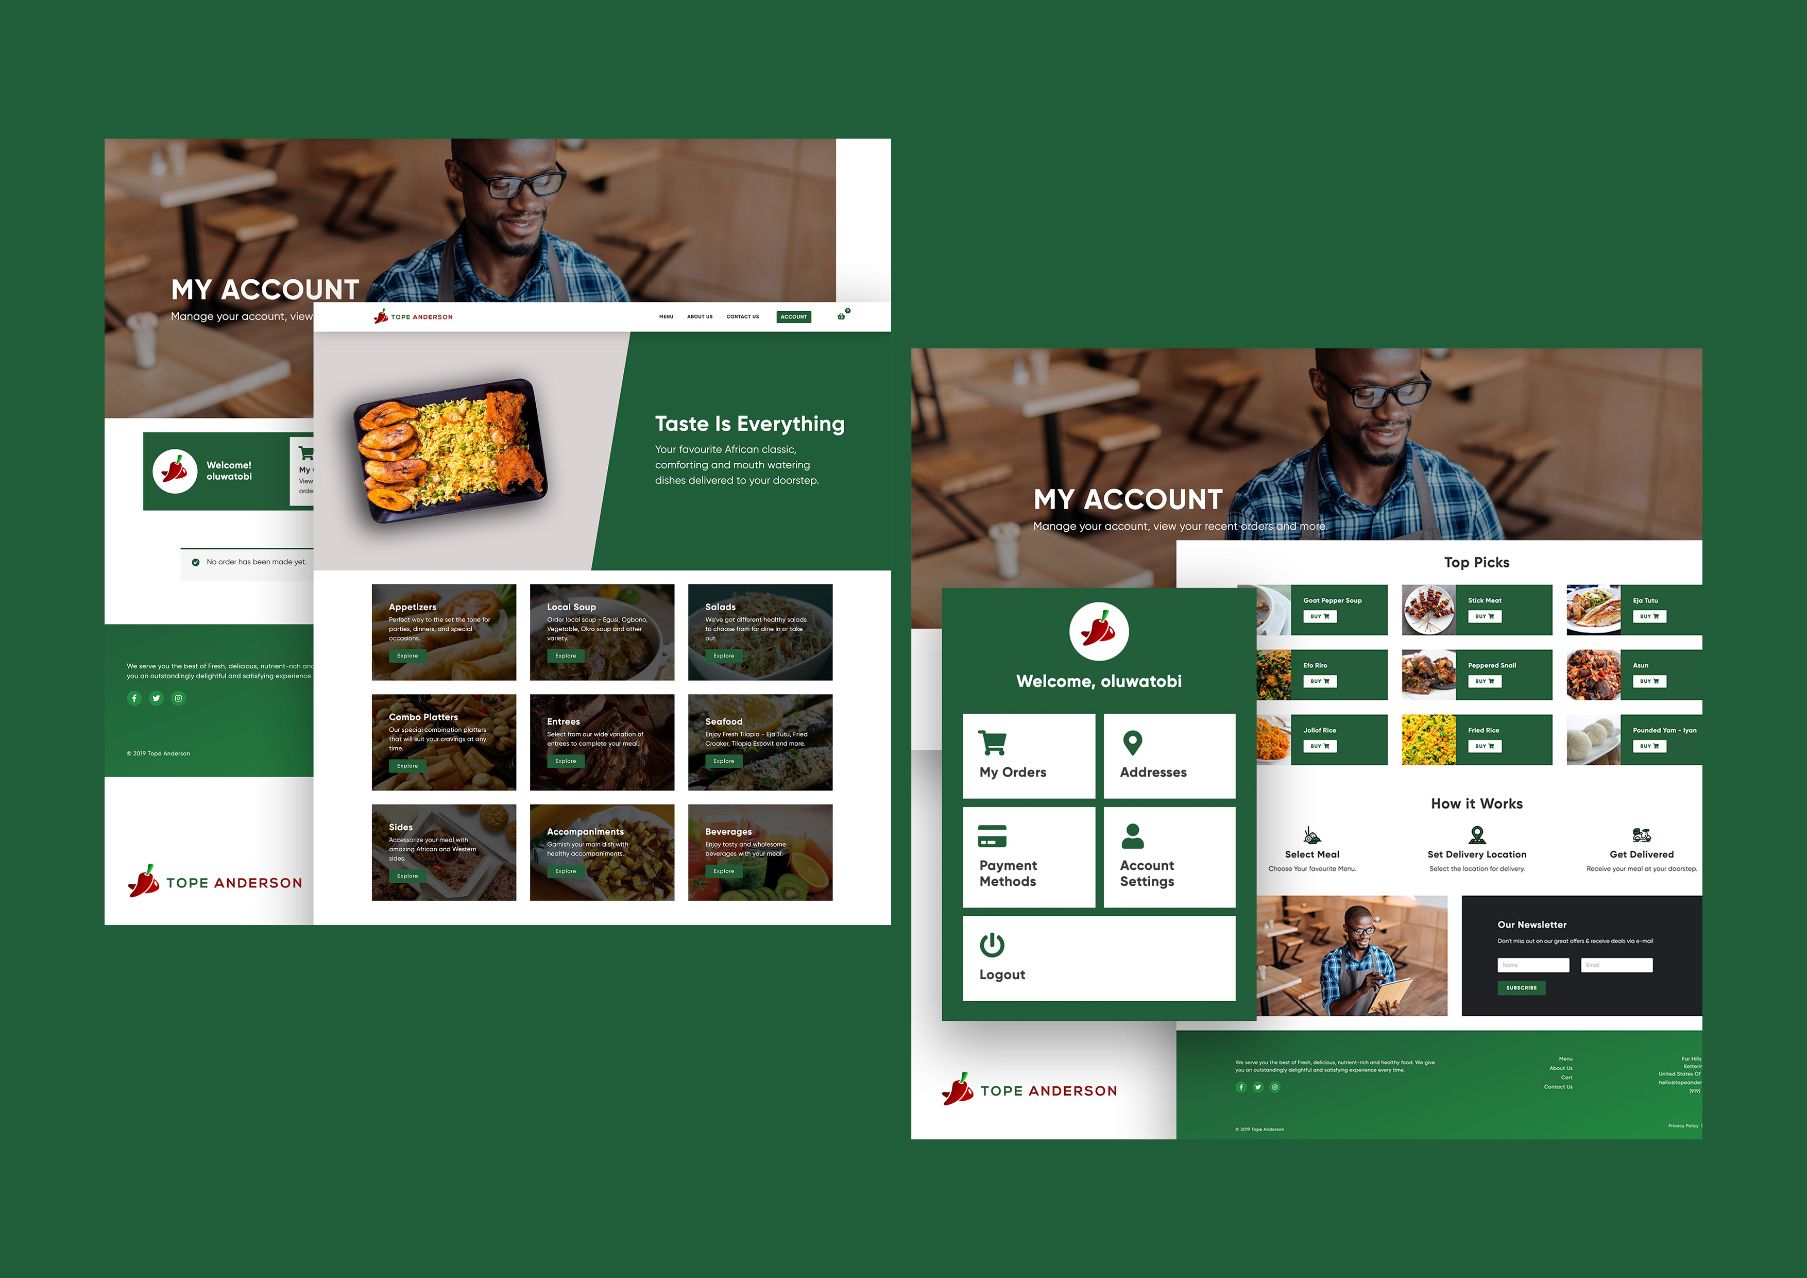 MY ACCOUNT
Manage your account, view
TOPE ANDERSON
MENU
ABOUT US
CONTACT US
ACCOUNT
Taste Is Everything
Your favourite African classic,
comforting and mouth watering
dishes delivered to your doorstep.
Welcome!
oluwatobi
My
View
orde
No order has been made yet.
We serve you the best of Fresh, delicious, nutrient-rich and
you an outstandingly delightful and satisfying experience
© 2019 Tope Anderson
TOPE ANDERSON
Appetizers
Perfect way to the set the tone for
parties, dinners, and special
occasions.
Explore
Local Soup
Order local soup - Egusi, Ogbono,
Vegetable, Okro soup and other
variety.
Explore
Salads
We've got different healthy salads
to choose from for dine in or take
out.
Explore
Combo Platters
Our special combination platters
that will suit your cravings at any
time.
Explore
Entrees
Select from our wide variation of
entrees to complete your meal.
Explore
Seafood
Enjoy Fresh Tilapia - Eja Tutu, Fried
Croaker, Tilapia Escovit and more.
Explore
Sides
Accessorize your meal with
amazing African and Western
sides.
Explore
Accompaniments
Garnish your main dish with
healthy accompaniments.
Explore
Beverages
Enjoy tasty and wholesome
beverages with your meal.
Explore
MY ACCOUNT
Manage your account, view your recent orders and more.
Welcome, oluwatobi
My Orders
Addresses
Payment
Methods
Account
Settings
Logout
TOPE ANDERSON
Top Picks
Goat Pepper Soup
BUY
Stick Meat
BUY
Eja Tutu
BUY
Efo Riro
BUY
Peppered Snail
BUY
Asun
BUY
Jollof Rice
BUY
Fried Rice
BUY
Pounded Yam - Iyan
BUY
How it Works
Select Meal
Choose Your favourite Menu.
Set Delivery Location
Select the location for delivery.
Get Delivered
Receive your meal at your doorstep.
Our Newsletter
Don't miss out on our great offers & receive deals via e-mail
Name
Email
SUBSCRIBE
We serve you the best of Fresh, delicious, nutrient-rich and healthy food. We give
you an outstandingly delightful and satisfying experience every time.
Menu
About Us
Cart
Contact Us
Far Hills
Ketterin
United States Of
hello@topeander
(919)
© 2019 Tope Anderson
Privacy Policy